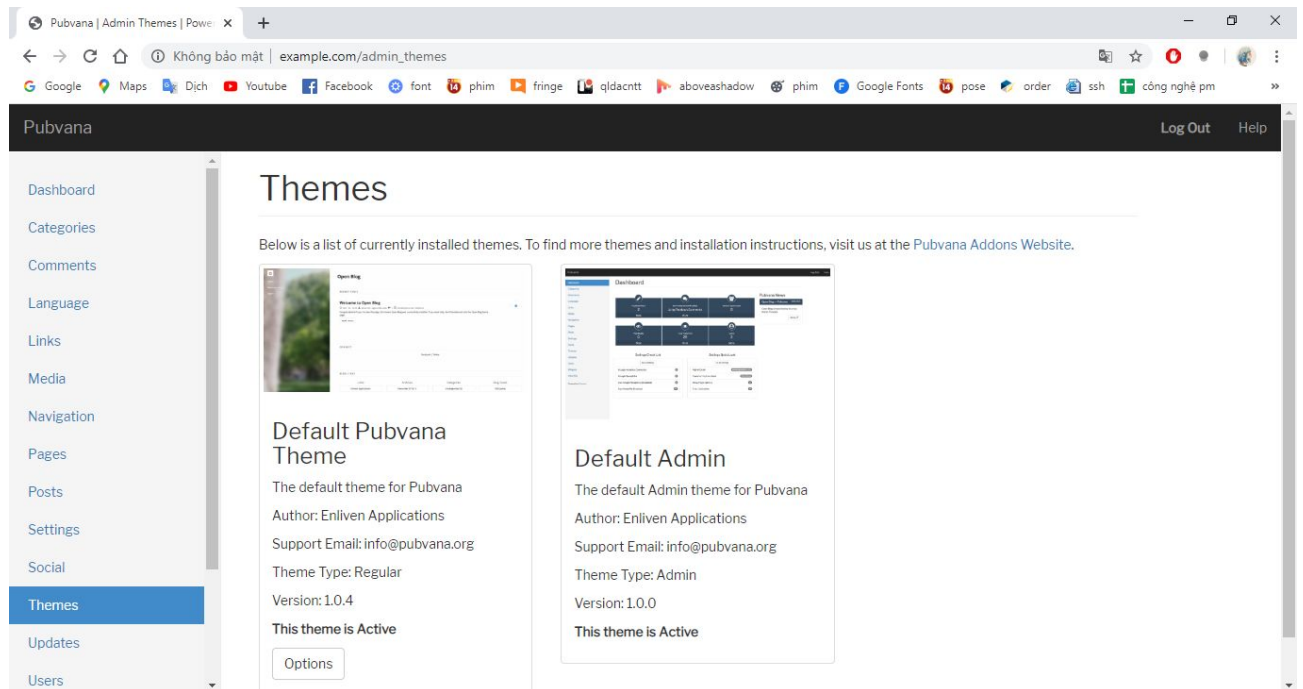 Pubvana | Admin Themes | Powe
Không bảo mật | example.com/admin_themes
Google Maps Dịch Youtube Facebook font phim fringe qldacntt aboveashadow phim Google Fonts pose order ssh công nghệ pm »
Pubvana Log Out Help
Dashboard
Categories
Comments
Language
Links
Media
Navigation
Pages
Posts
Settings
Social
Themes
Updates
Users
Themes
Below is a list of currently installed themes. To find more themes and installation instructions, visit us at the Pubvana Addons Website.
Open Blog
Welcome to Open Blog
Default Pubvana
Theme
The default theme for Pubvana
Author: Enliven Applications
Support Email: info@pubvana.org
Theme Type: Regular
Version: 1.0.4
This theme is Active
Options
Dashboard
Default Admin
The default Admin theme for Pubvana
Author: Enliven Applications
Support Email: info@pubvana.org
Theme Type: Admin
Version: 1.0.0
This theme is Active